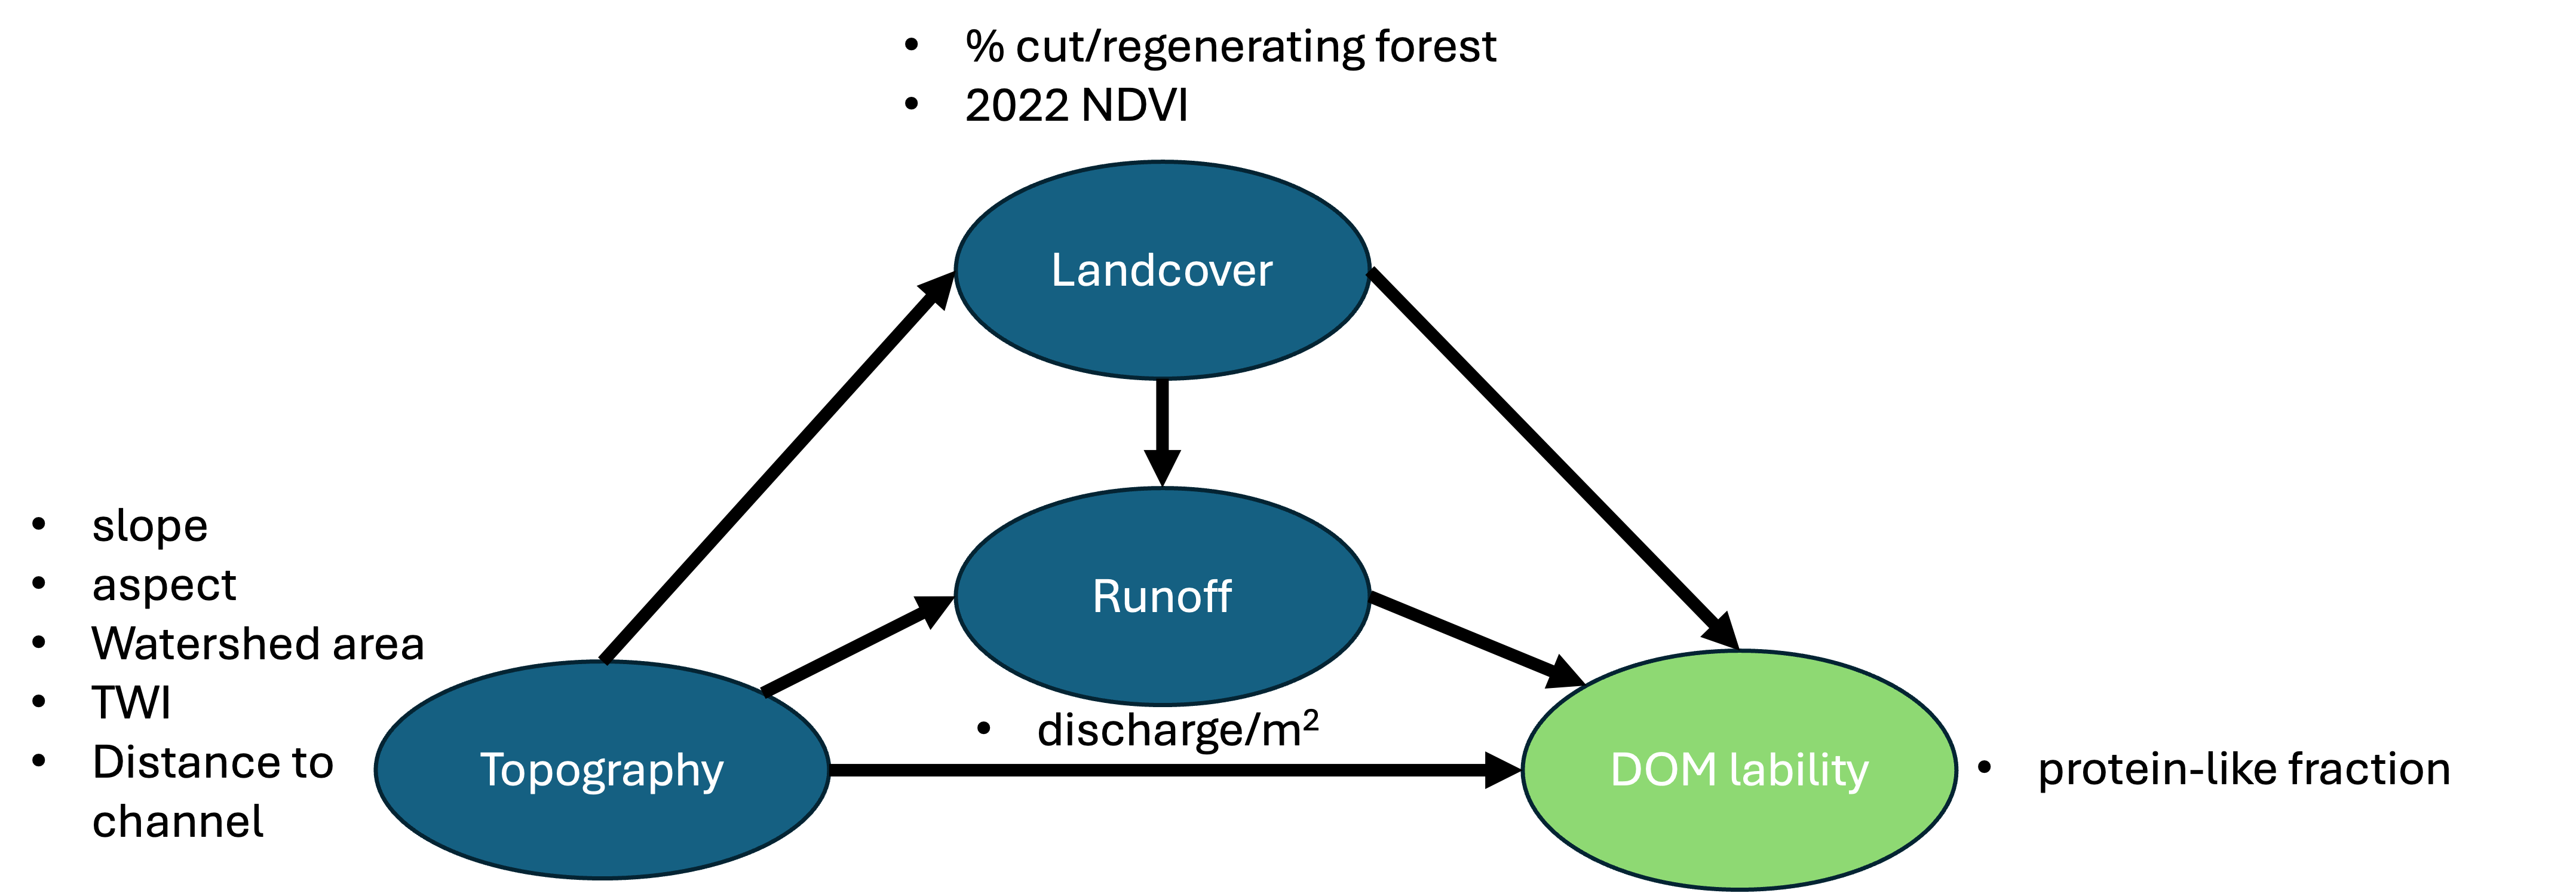 • % cut/regenerating forest
• 2022 NDVI
Landcover
Runoff
• slope
• aspect
• Watershed area
• TWI
• Distance to
channel
Topography
• discharge/m²
DOM lability
• protein-like fraction